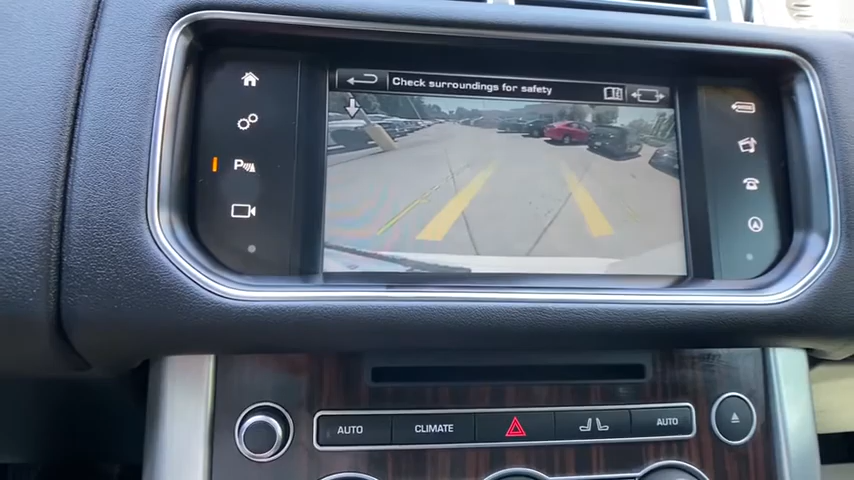 Check surroundings for safety
P
AUTO
CLIMATE
AUTO